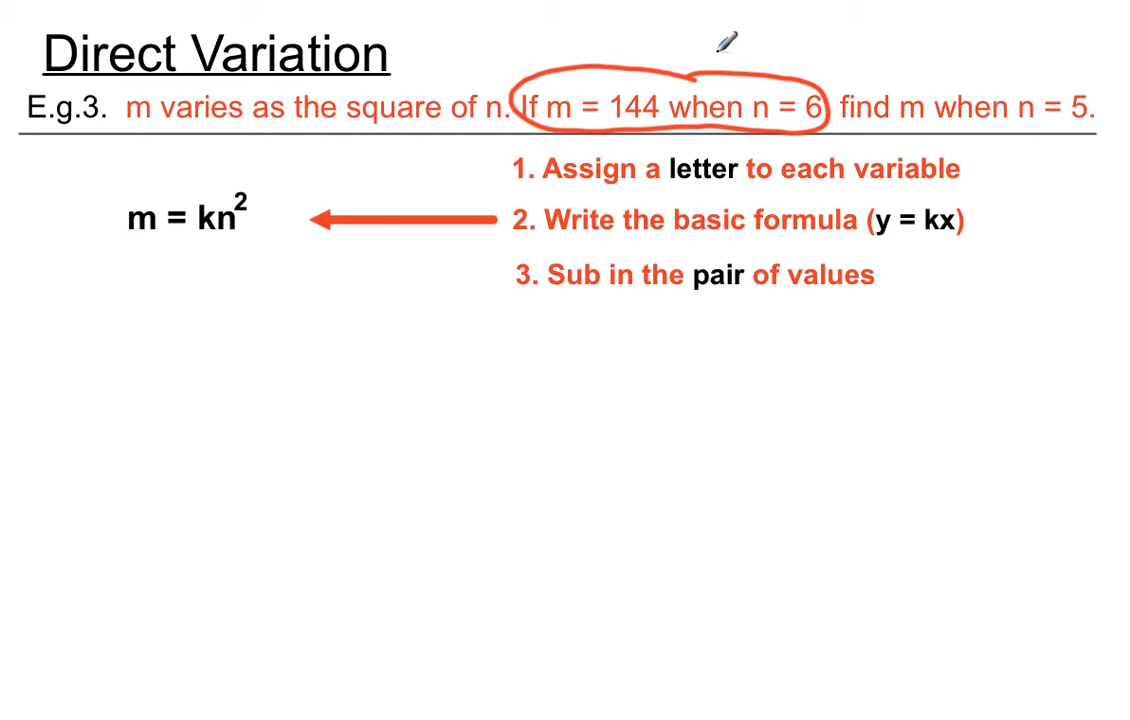 Direct Variation
E.g.3. m varies as the square of n. If m = 144 when n = 6, find m when n = 5.
1. Assign a letter to each variable
m = kn²
2. Write the basic formula (y = kx)
3. Sub in the pair of values